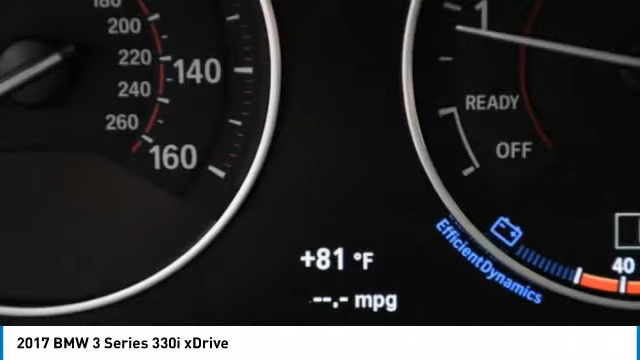 180
200
220
240
260
140
160
1
READY
OFF
EfficientDynamics
40
+81 °F
--.- mpg
2017 BMW 3 Series 330i xDrive